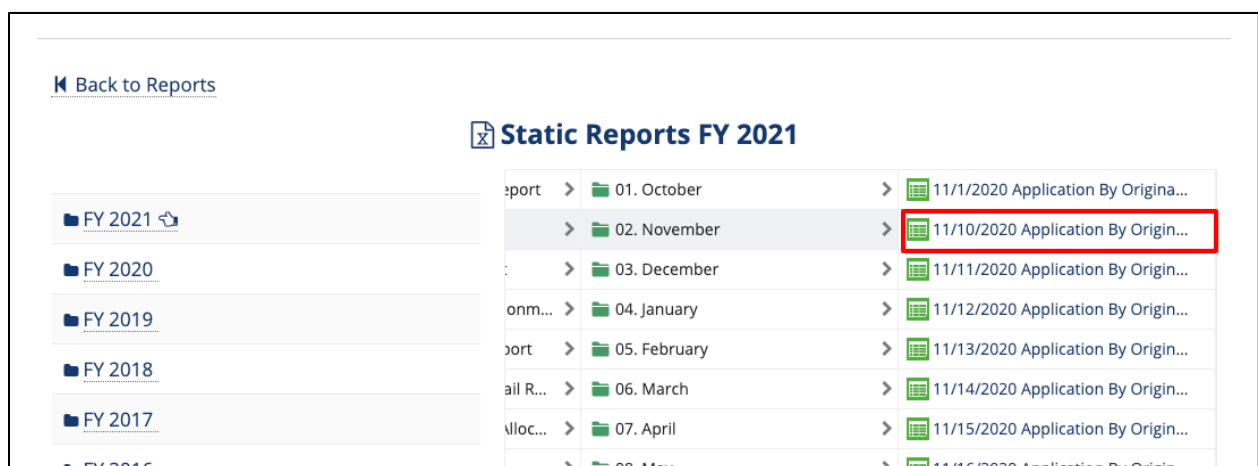 Back to Reports
Static Reports FY 2021
FY 2021
FY 2020
FY 2019
FY 2018
FY 2017
eport 01. October 11/1/2020 Application By Origina...
02. November 11/10/2020 Application By Origin...
03. December 11/11/2020 Application By Origin...
onm... 04. January 11/12/2020 Application By Origin...
port 05. February 11/13/2020 Application By Origin...
ail R... 06. March 11/14/2020 Application By Origin...
Alloc... 07. April 11/15/2020 Application By Origin...